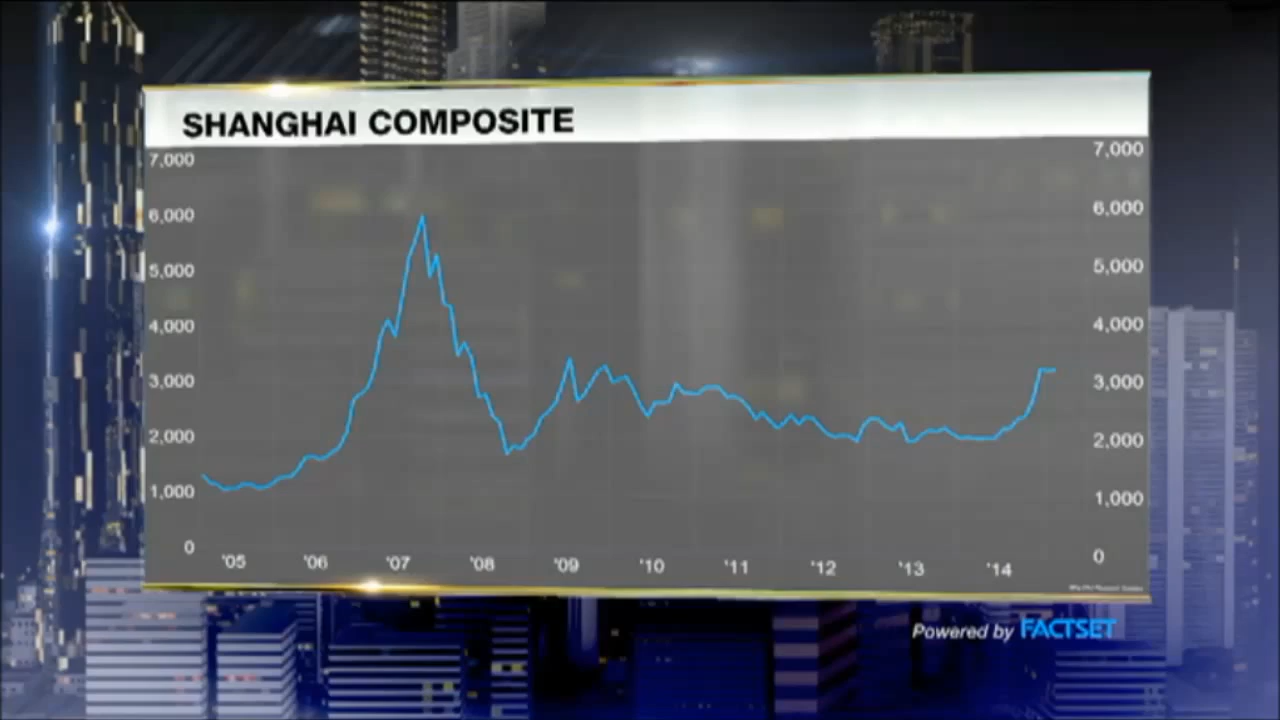 SHANGHAI COMPOSITE
7,000 7,000
6,000 6,000
5,000 5,000
4,000 4,000
3,000 3,000
2,000 2,000
1,000 1,000
0 0
'05 '06 '07 '08 '09 '10 '11 '12 '13 '14
Powered by FACTSET